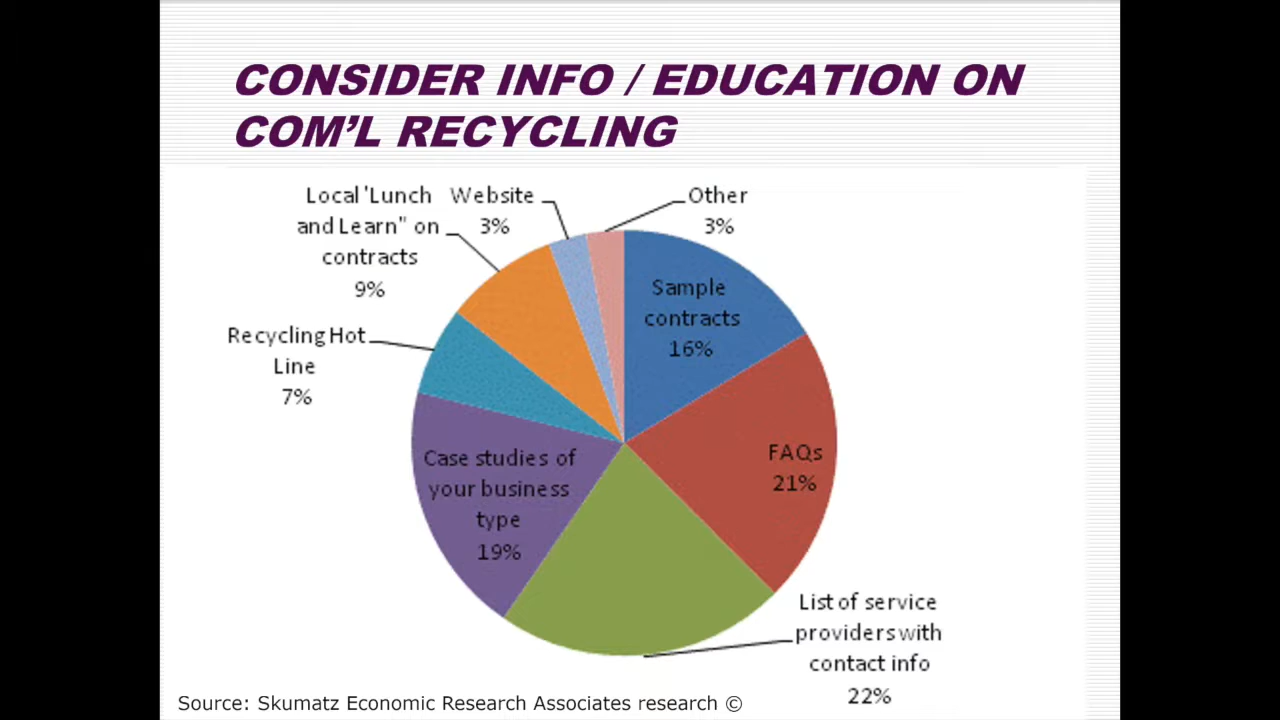 CONSIDER INFO / EDUCATION ON
COM’L RECYCLING
Local 'Lunch
and Learn" on
contracts
9%
Website
3%
Other
3%
Sample
contracts
16%
Recycling Hot
Line
7%
FAQs
21%
Case studies of
your business
type
19%
List of service
providers with
contact info
22%
Source: Skumatz Economic Research Associates research ©